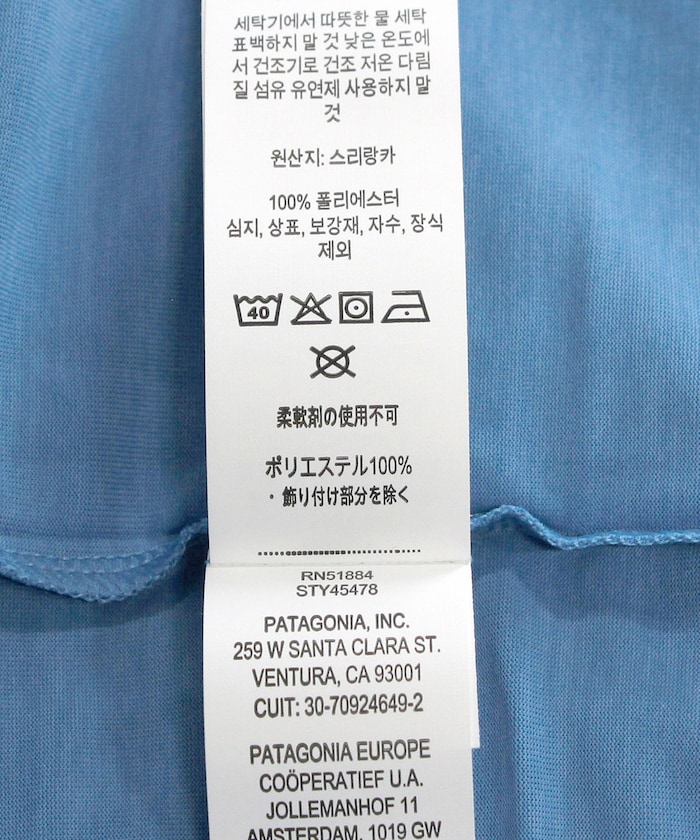 세탁기에서 따뜻한 물 세탁
표백하지 말 것 낮은 온도에
서 건조기로 건조 저온 다림
질 섬유 유연제 사용하지 말
것
원산지: 스리랑카
100% 폴리에스터
심지, 상표, 보강재, 자수, 장식
제외
40
柔軟剤の使用不可
ポリエステル100%
・飾り付け部分を除く
RN51884
STY45478
PATAGONIA, INC.
259 W SANTA CLARA ST.
VENTURA, CA 93001
CUIT: 30-70924649-2
PATAGONIA EUROPE
COÖPERATIEF U.A.
JOLLEMANHOF 11
AMSTERDAM, 1019 GW